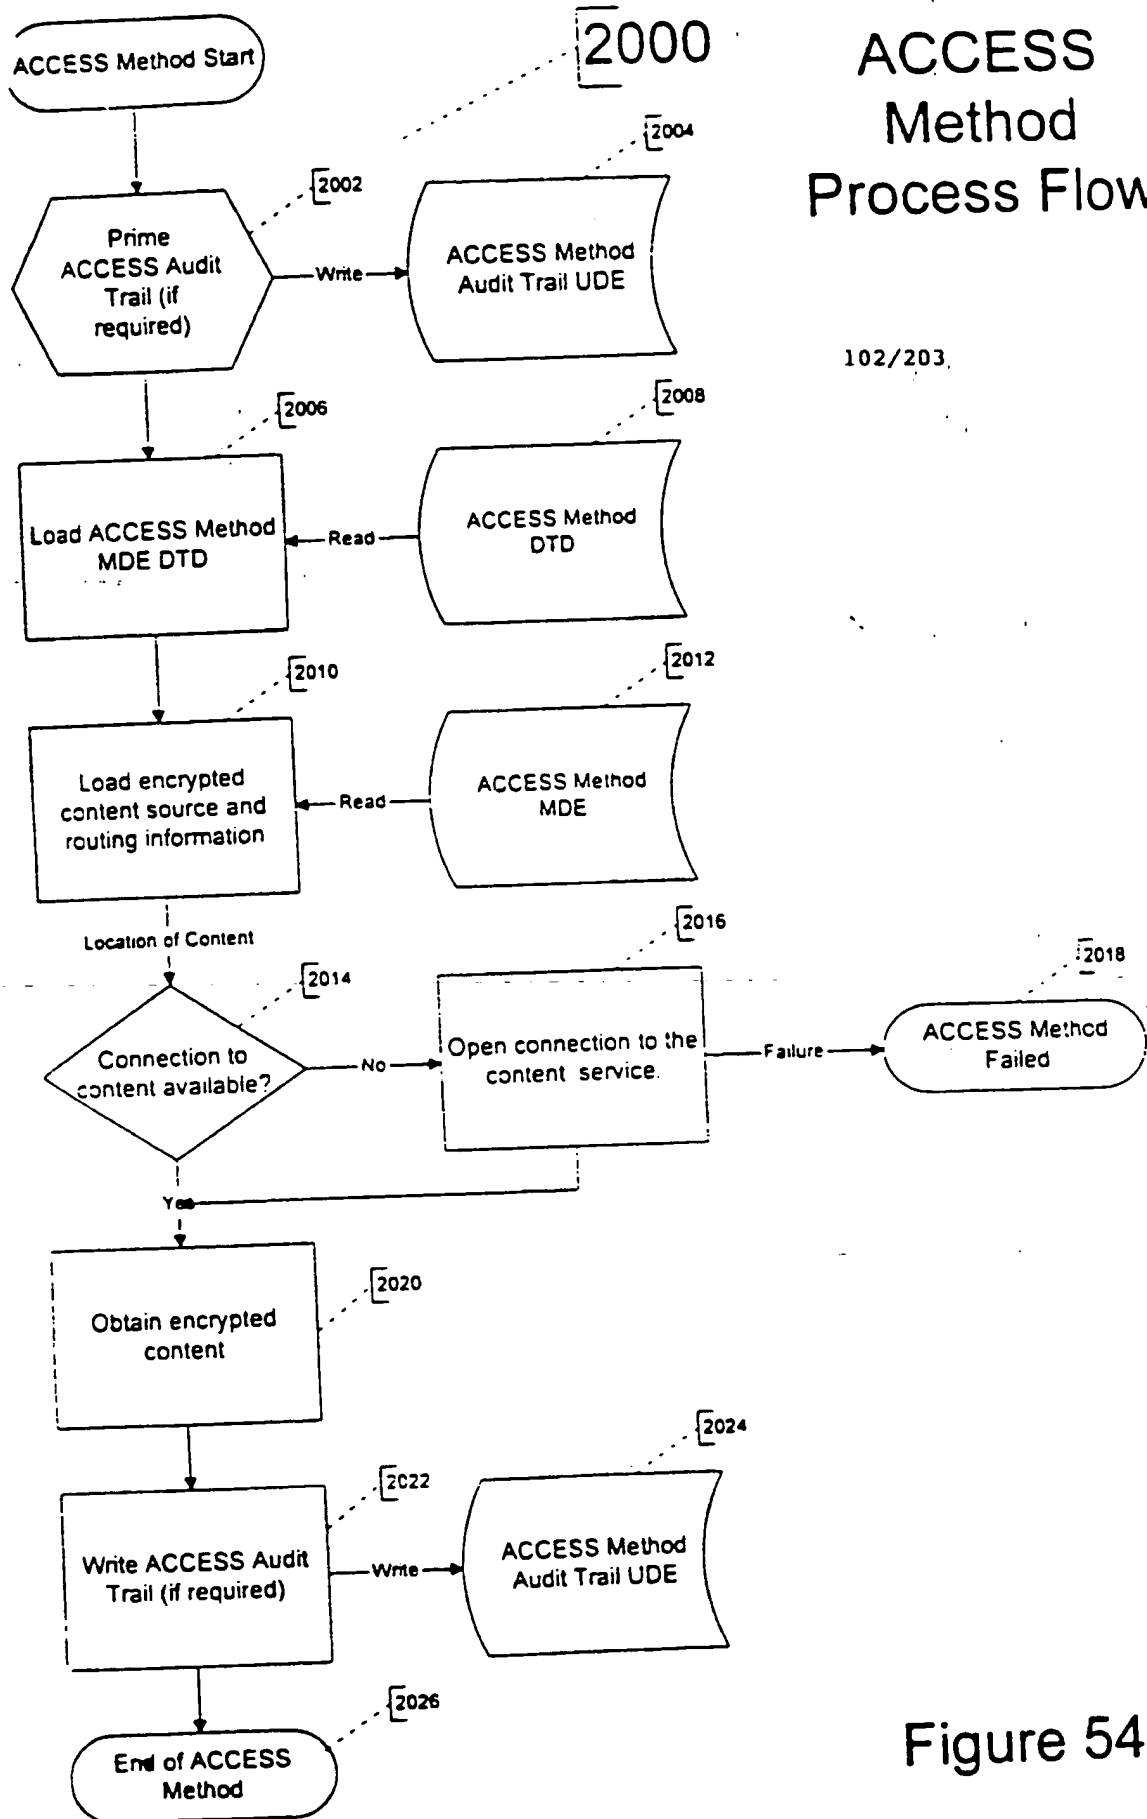 ACCESS Method Start
2000
ACCESS
Method
Process Flow
2002
2004
Prime
ACCESS Audit
Trail (if
required)
Write
ACCESS Method
Audit Trail UDE
102/203
2006
2008
Load ACCESS Method
MDE DTD
Read
ACCESS Method
DTD
2010
2012
Load encrypted
content source and
routing information
Read
ACCESS Method
MDE
Location of Content
2014
2016
2018
Connection to
content available?
No
Open connection to the
content service.
Failure
ACCESS Method
Failed
Yes
2020
Obtain encrypted
content
2022
2024
Write ACCESS Audit
Trail (if required)
Write
ACCESS Method
Audit Trail UDE
2026
End of ACCESS
Method
Figure 54